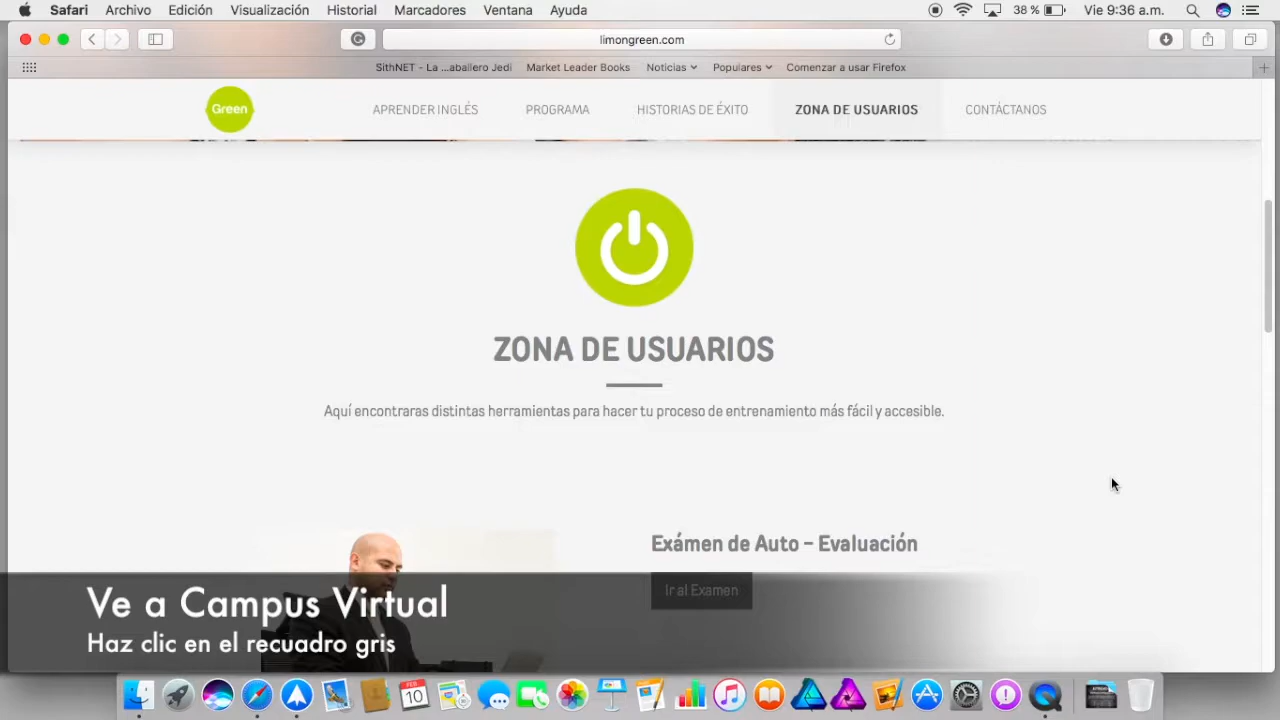 Safari Archivo Edición Visualización Historial Marcadores Ventana Ayuda 38 % Vie 9:36 a.m.
limongreen.com
SithNET - La ...aballero Jedi Market Leader Books Noticias Populares Comenzar a usar Firefox
Green APRENDER INGLÉS PROGRAMA HISTORIAS DE ÉXITO ZONA DE USUARIOS CONTÁCTANOS
ZONA DE USUARIOS
Aquí encontraras distintas herramientas para hacer tu proceso de entrenamiento más fácil y accesible.
Exámen de Auto - Evaluación
Ir al Examen
Ve a Campus Virtual
Haz clic en el recuadro gris
FEB
10